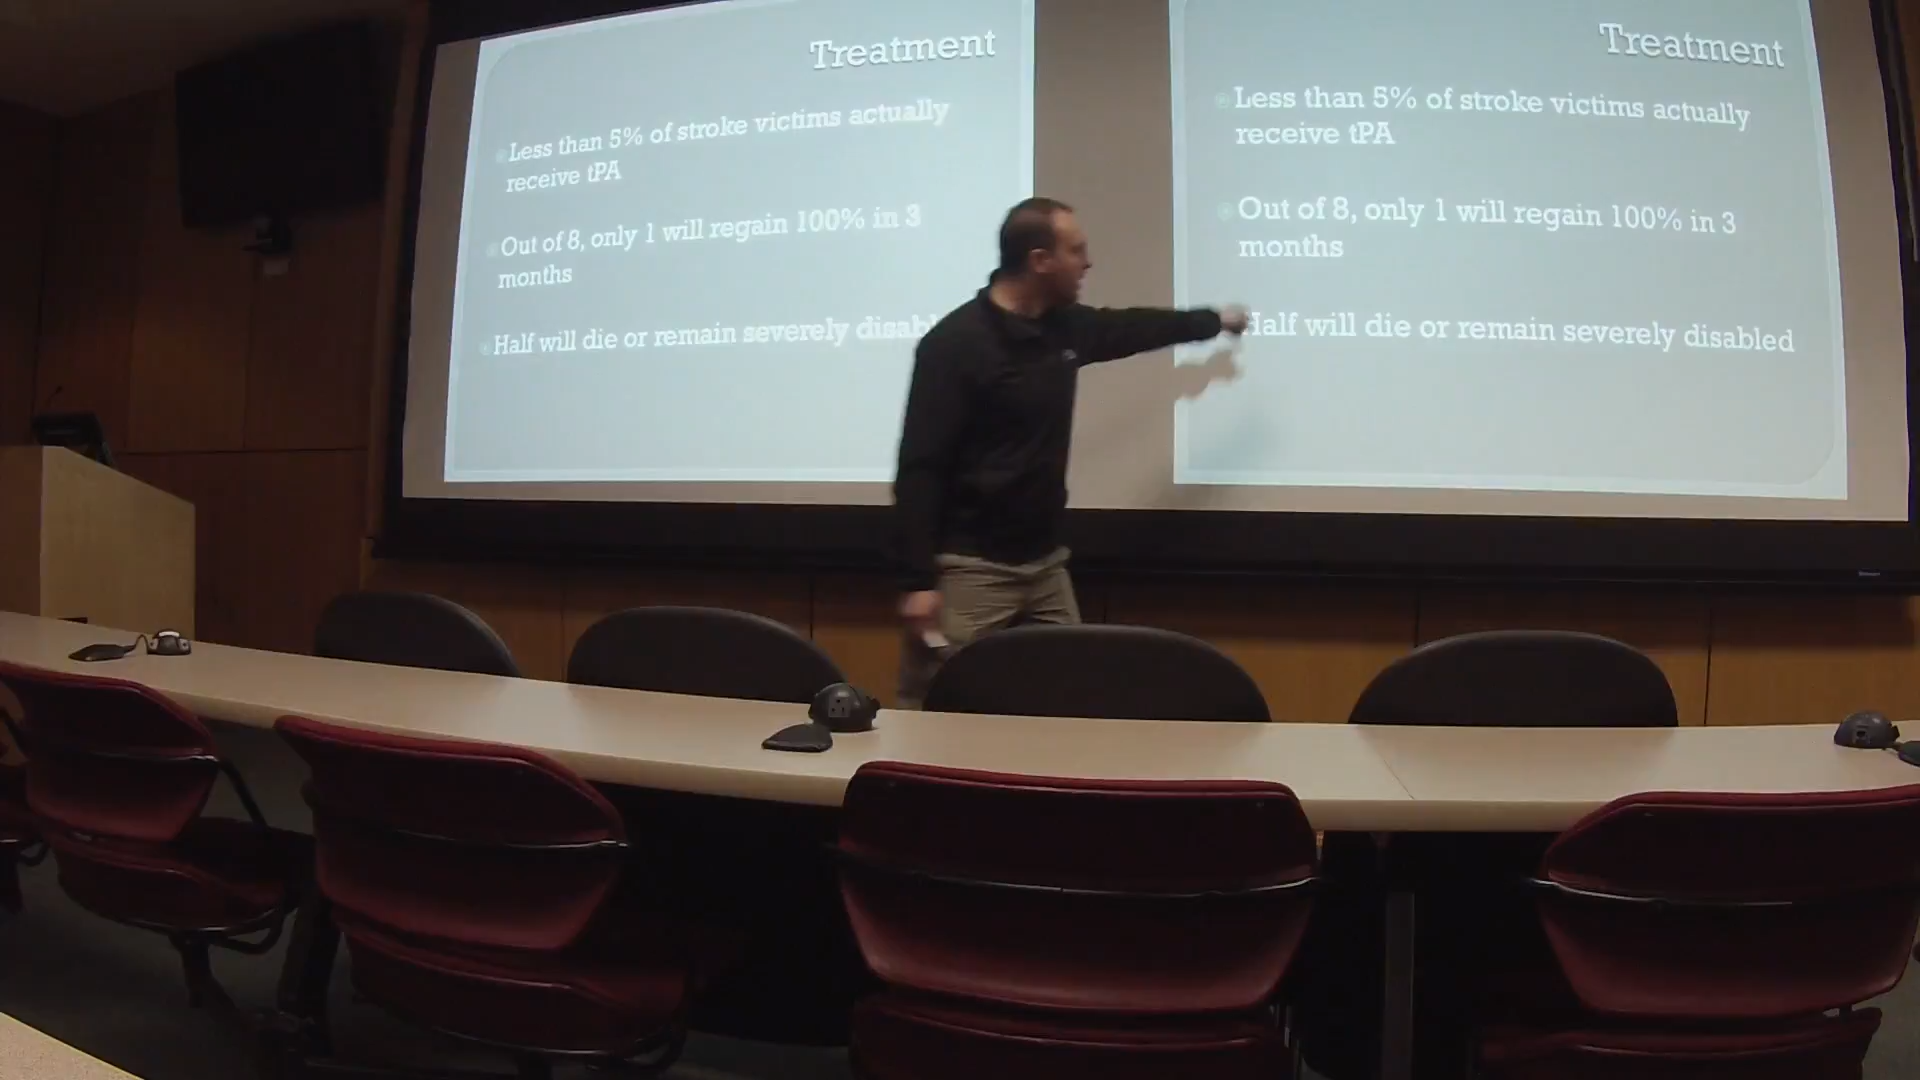 Treatment
Less than 5% of stroke victims actually
receive tPA
Out of 8, only 1 will regain 100% in 3
months
Half will die or remain severely disabl
Treatment
Less than 5% of stroke victims actually
receive tPA
Out of 8, only 1 will regain 100% in 3
months
Half will die or remain severely disabled